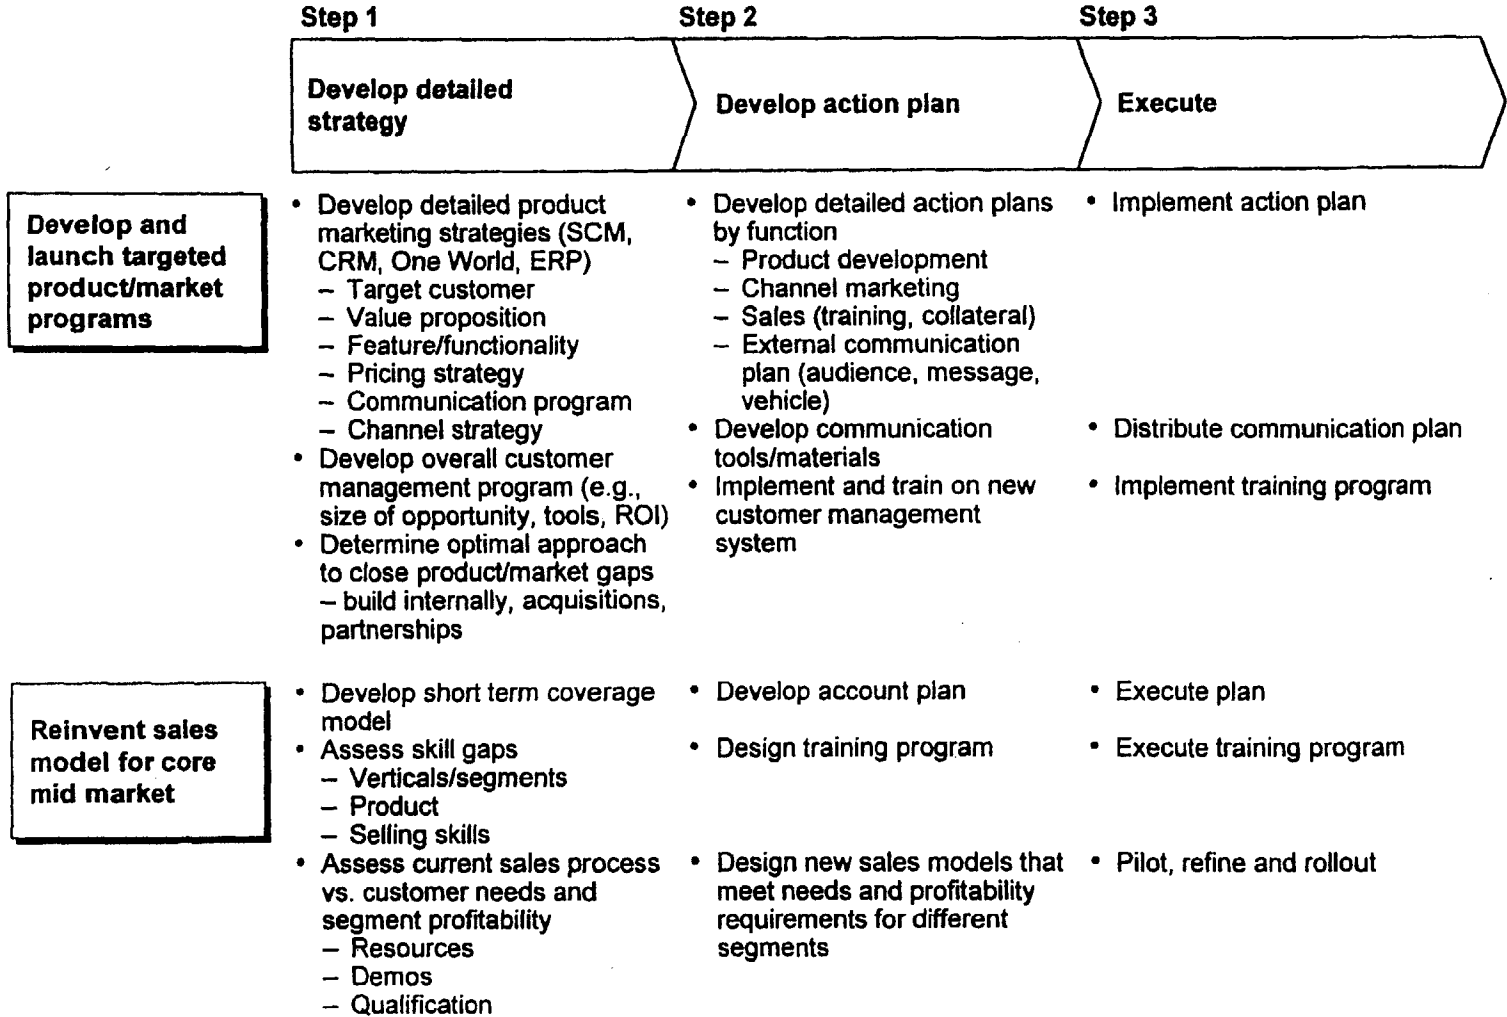 Step 1
Step 2
Step 3
Develop detailed
strategy
Develop action plan
Execute
Develop and
launch targeted
product/market
programs
• Develop detailed product
marketing strategies (SCM,
CRM, One World, ERP)
– Target customer
– Value proposition
– Feature/functionality
– Pricing strategy
– Communication program
– Channel strategy
• Develop overall customer
management program (e.g.,
size of opportunity, tools, ROI)
• Determine optimal approach
to close product/market gaps
– build internally, acquisitions,
partnerships
• Develop detailed action plans
by function
– Product development
– Channel marketing
– Sales (training, collateral)
– External communication
plan (audience, message,
vehicle)
• Develop communication
tools/materials
• Implement and train on new
customer management
system
• Implement action plan
• Distribute communication plan
• Implement training program
Reinvent sales
model for core
mid market
• Develop short term coverage
model
• Assess skill gaps
– Verticals/segments
– Product
– Selling skills
• Assess current sales process
vs. customer needs and
segment profitability
– Resources
– Demos
– Qualification
• Develop account plan
• Design training program
• Design new sales models that
meet needs and profitability
requirements for different
segments
• Execute plan
• Execute training program
• Pilot, refine and rollout